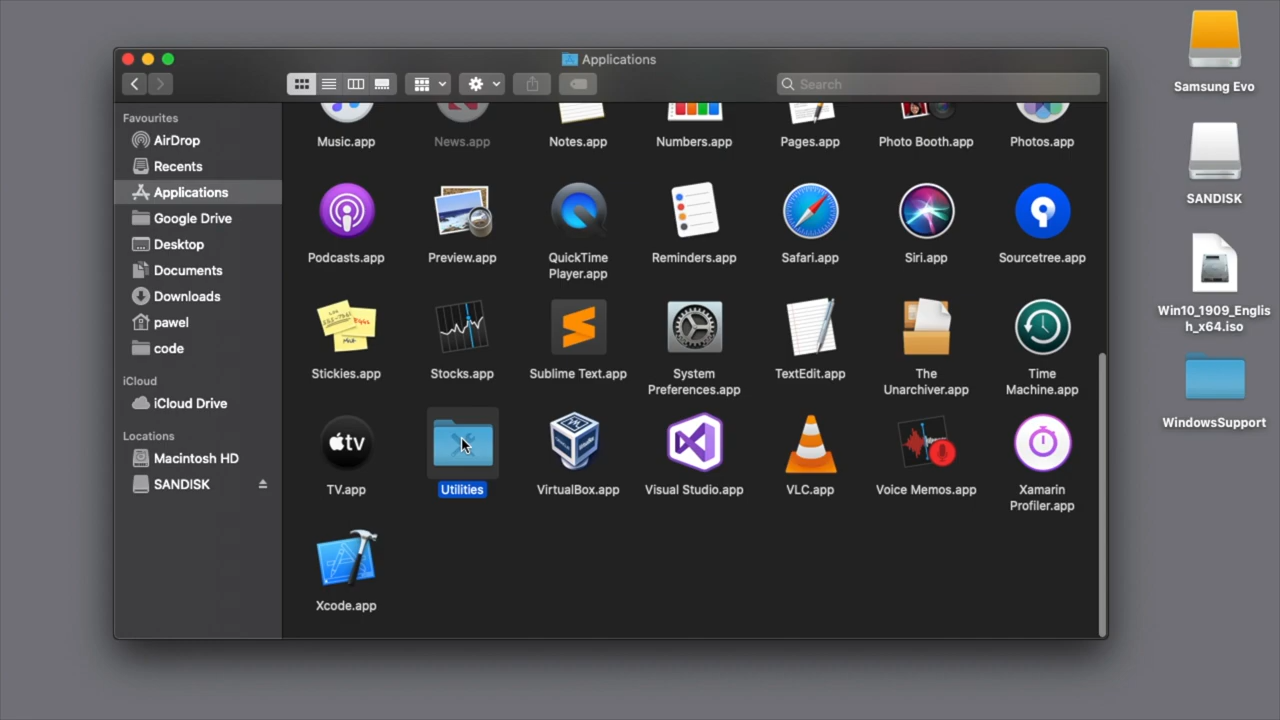 Applications
Search
Favourites
AirDrop
Recents
Applications
Google Drive
Desktop
Documents
Downloads
pawel
code
iCloud
iCloud Drive
Locations
Macintosh HD
SANDISK
Music.app
News.app
Notes.app
Numbers.app
Pages.app
Photo Booth.app
Photos.app
Podcasts.app
Preview.app
QuickTime
Player.app
Reminders.app
Safari.app
Siri.app
Sourcetree.app
Stickies.app
Stocks.app
Sublime Text.app
System
Preferences.app
TextEdit.app
The
Unarchiver.app
Time
Machine.app
tv
TV.app
Utilities
VirtualBox.app
Visual Studio.app
VLC.app
Voice Memos.app
Xamarin
Profiler.app
Xcode.app
Samsung Evo
SANDISK
Win10_1909_Englis
h_x64.iso
WindowsSupport